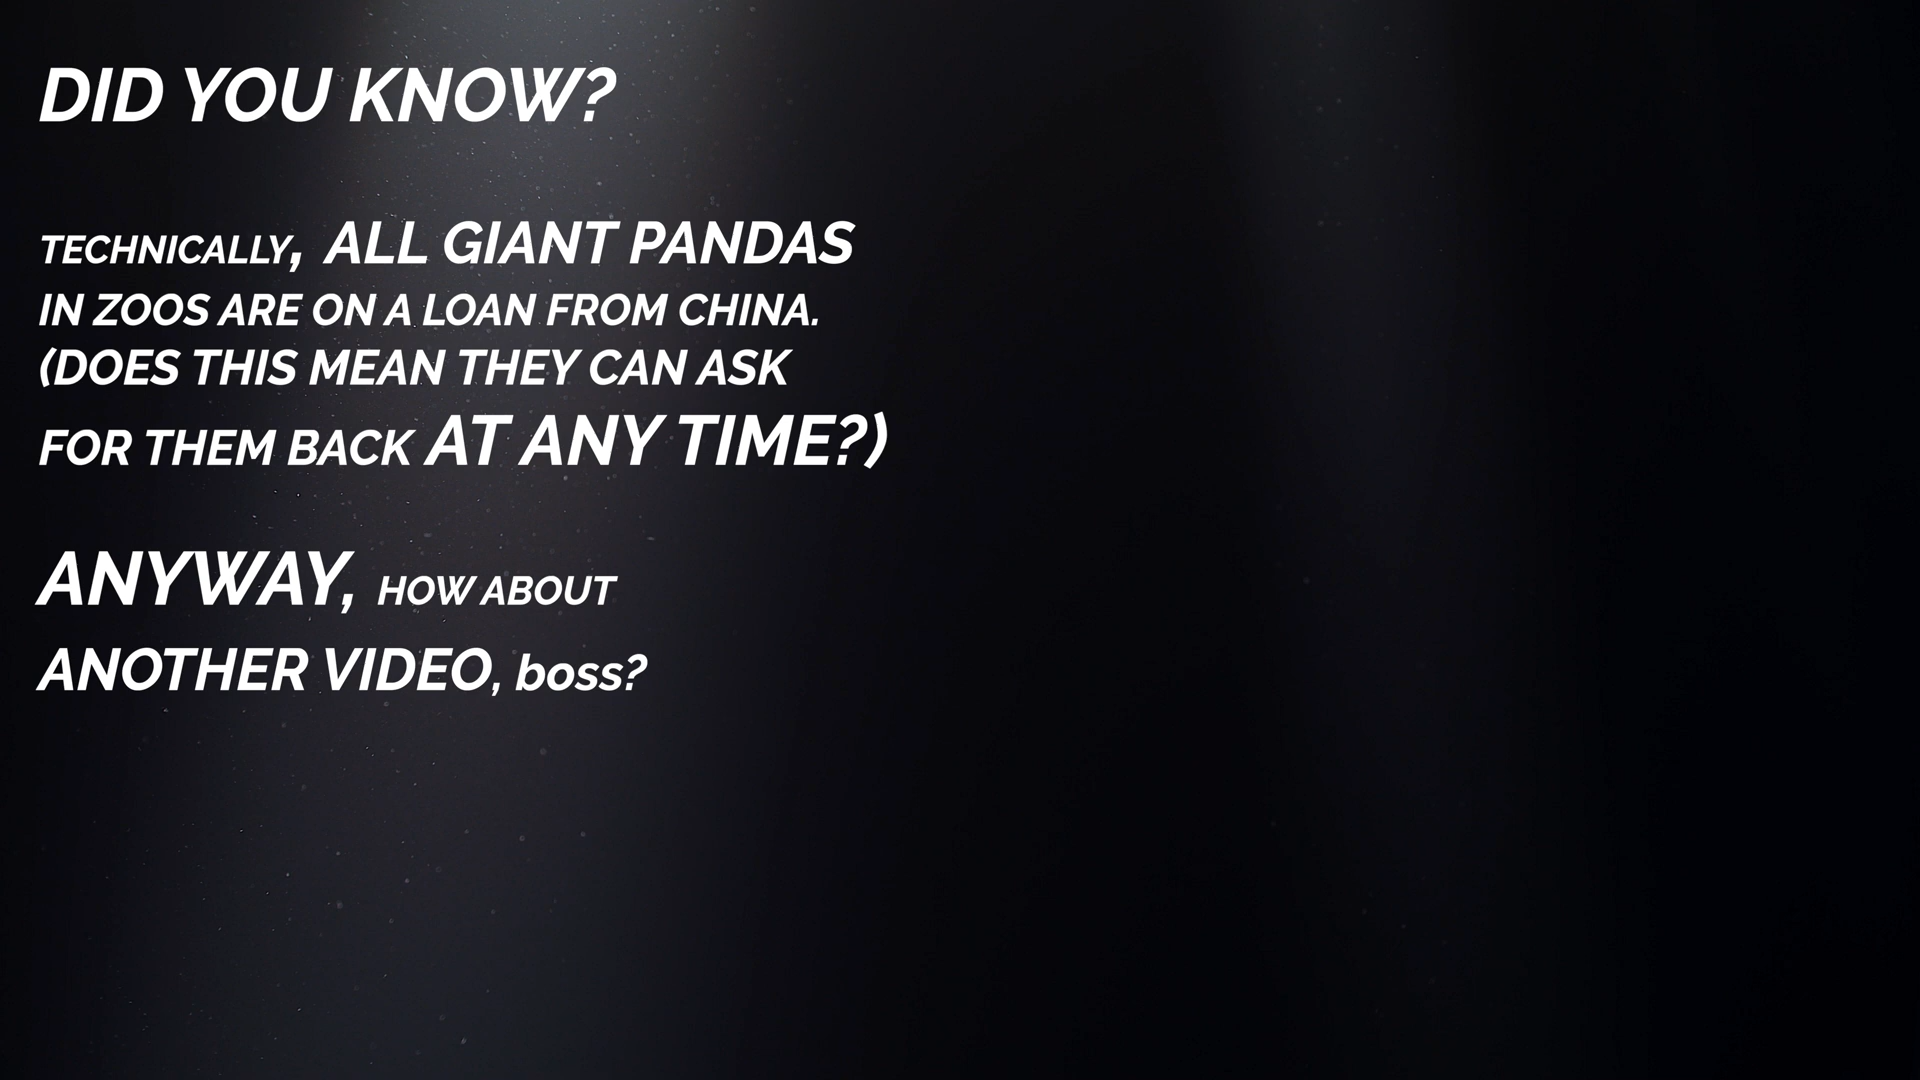 DID YOU KNOW?
TECHNICALLY, ALL GIANT PANDAS
IN ZOOS ARE ON A LOAN FROM CHINA.
(DOES THIS MEAN THEY CAN ASK
FOR THEM BACK AT ANY TIME?)
ANYWAY, HOW ABOUT
ANOTHER VIDEO, boss?